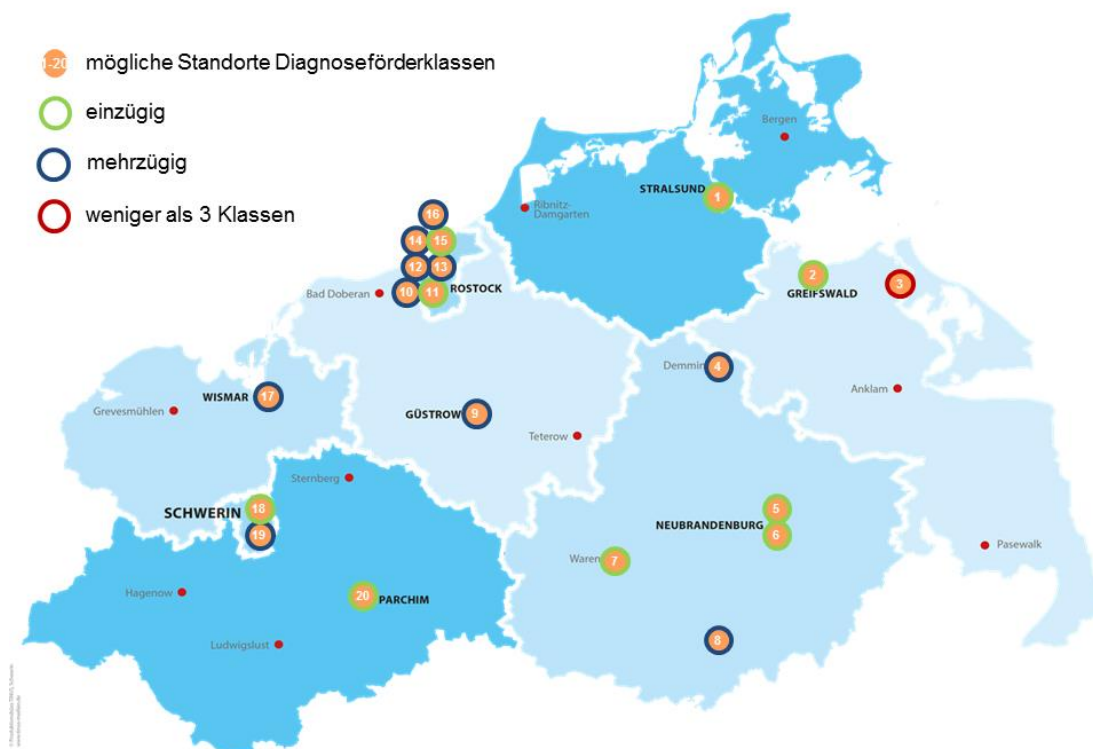 1-20 mögliche Standorte Diagnoseförderklassen
einzügig
mehrzügig
weniger als 3 Klassen
Bergen
STRALSUND 1
Ribnitz-
Damgarten
16
14 15
12 13
10 11 ROSTOCK
Bad Doberan
2
GREIFSWALD
3
Demmin 4
Anklam
WISMAR 17
Grevesmühlen
GÜSTROW 9
Teterow
Sternberg
SCHWERIN 18
19
5
NEUBRANDENBURG
6
Waren 7
Pasewalk
Hagenow
20 PARCHIM
Ludwigslust
8